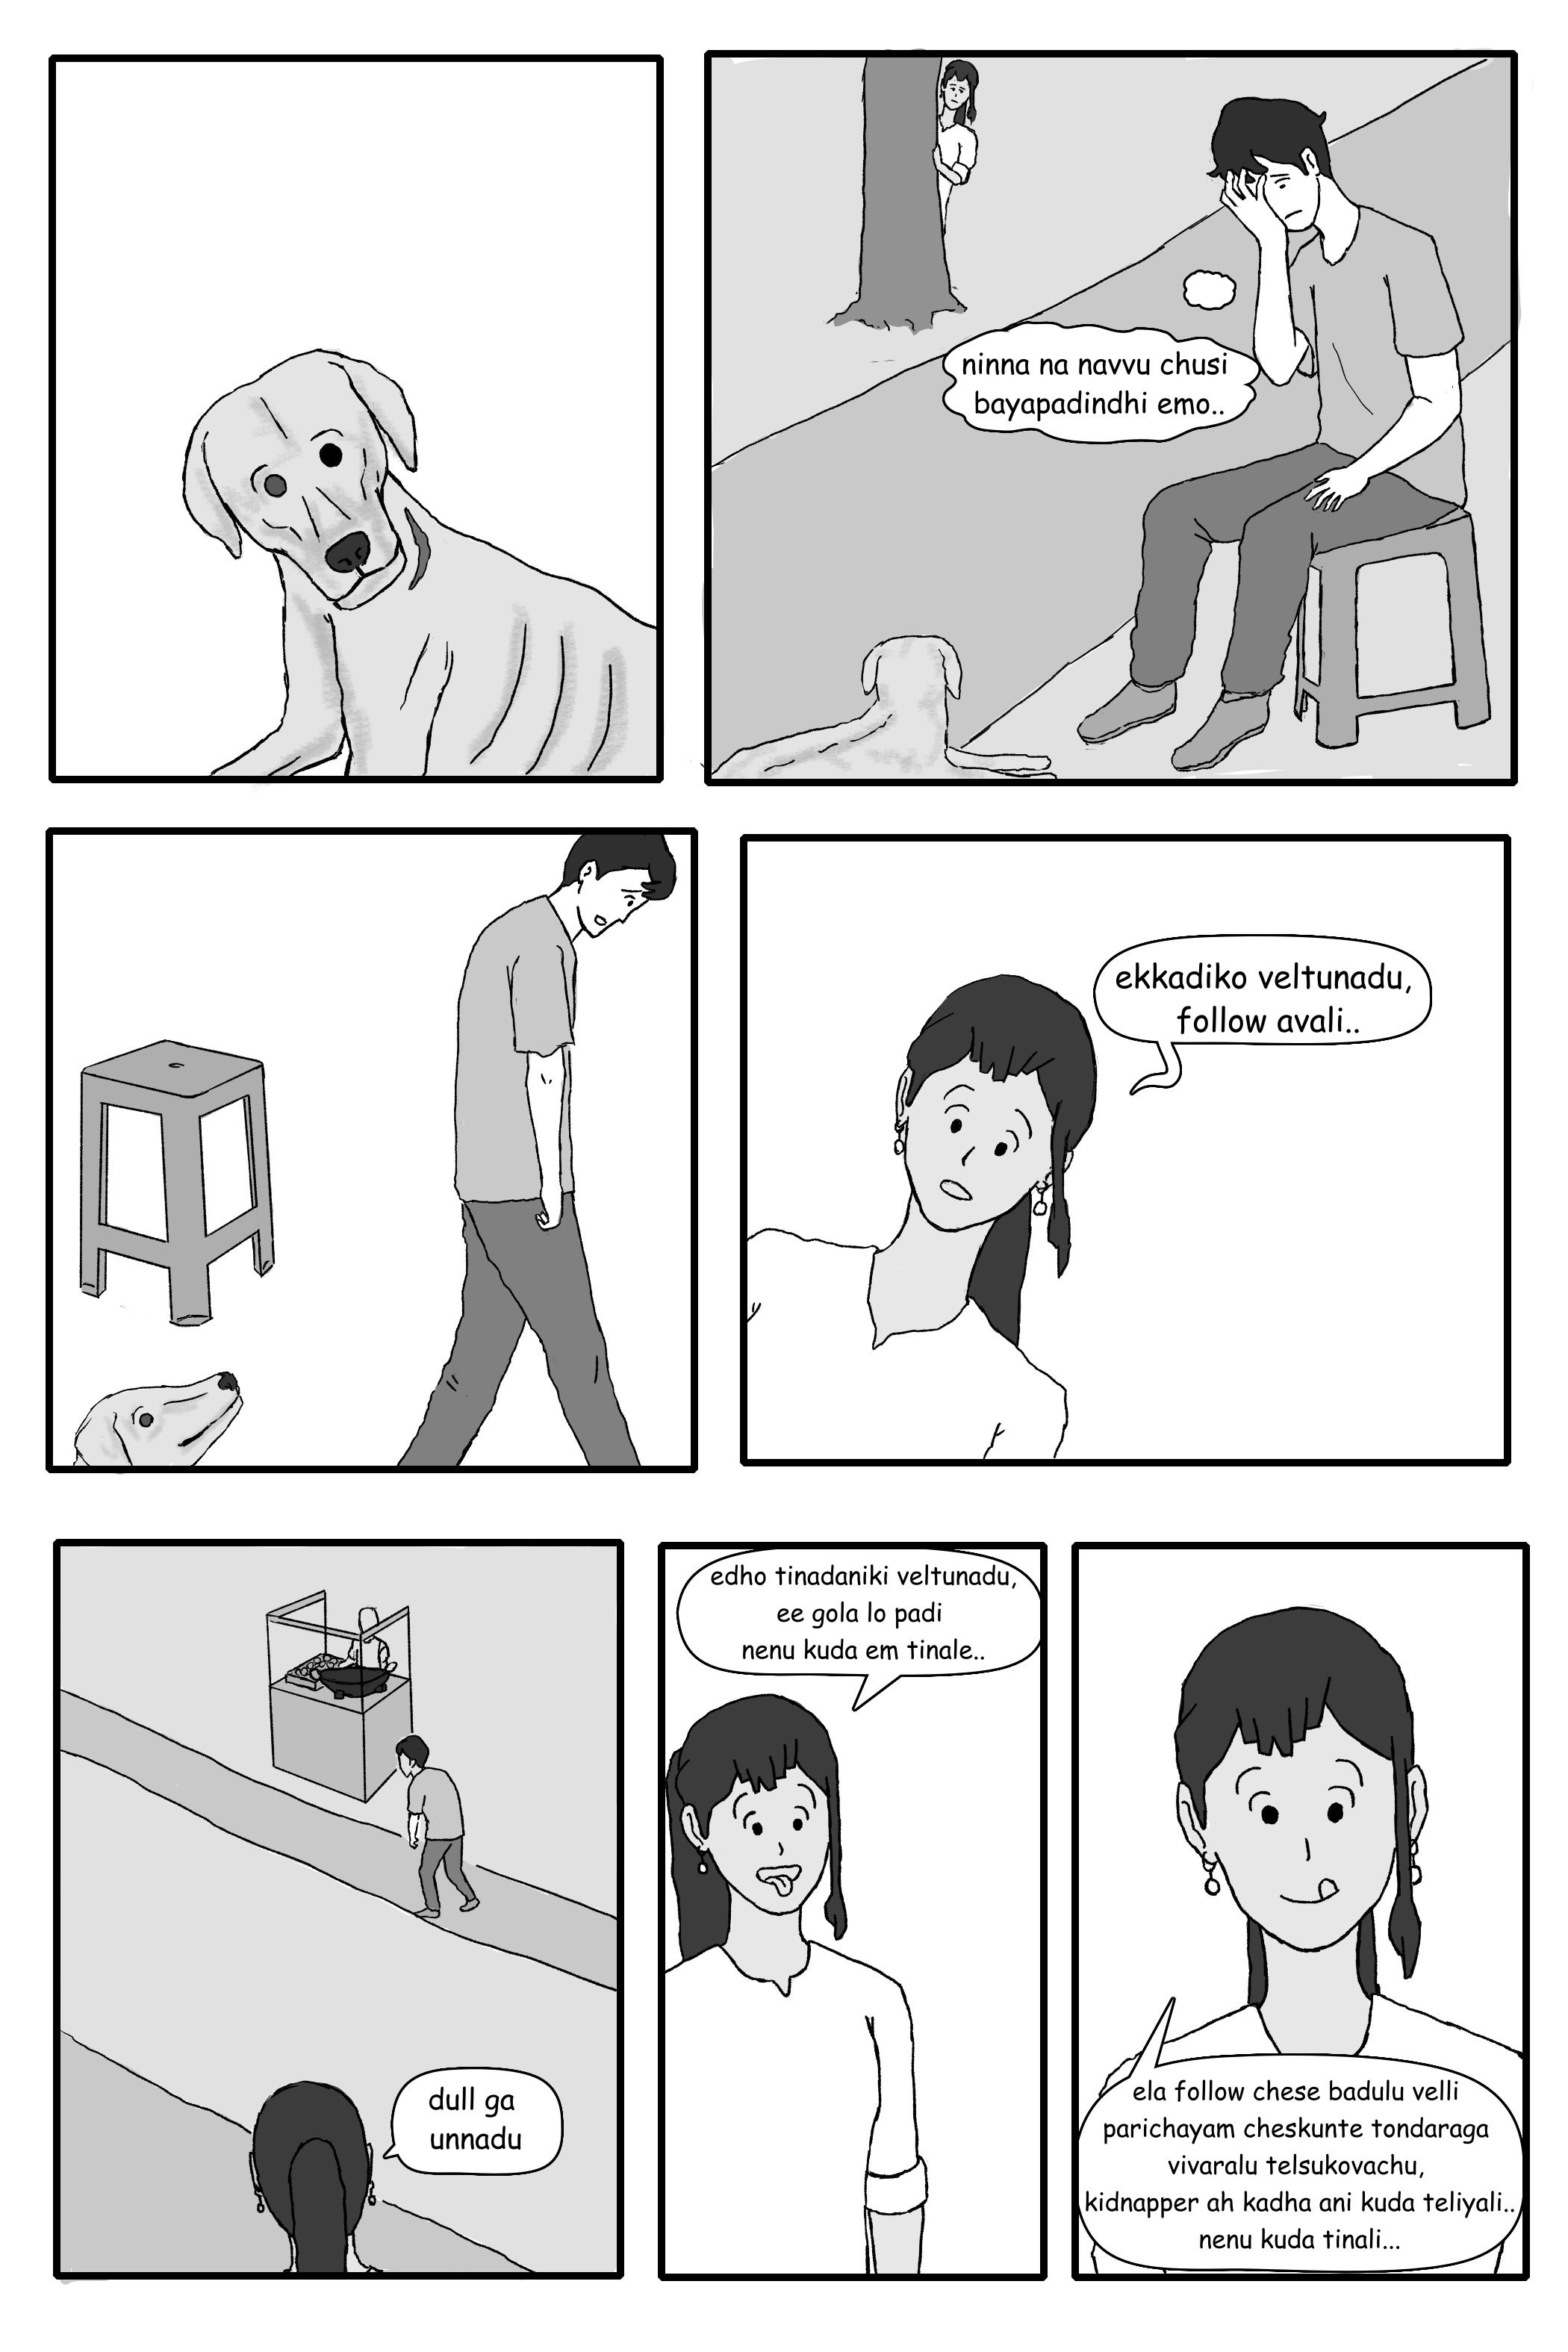 ninna na navvu chusi
bayapadindhi emo..
ekkadiko veltunadu,
follow avali..
dull ga
unnadu
edho tinadaniki veltunadu,
ee gola lo padi
nenu kuda em tinale..
ela follow chese badulu velli
parichayam cheskunte tondaraga
vivaralu telsukovachu,
kidnapper ah kadha ani kuda teliyali..
nenu kuda tinali...